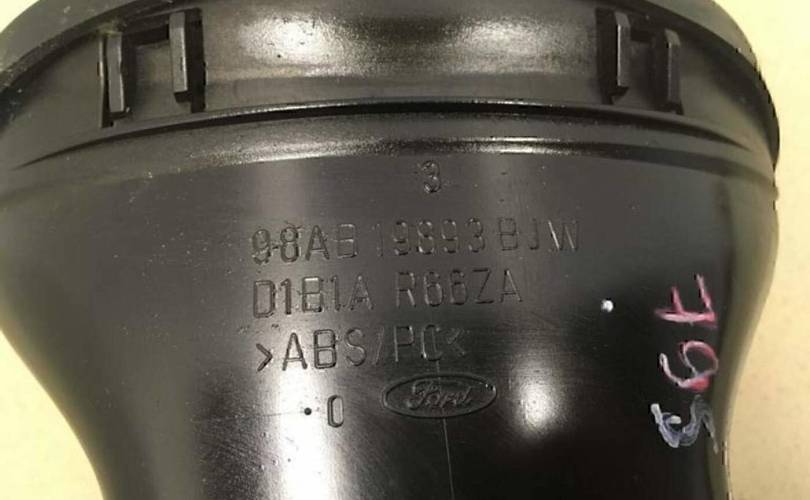 3
98AB 19893 BJW
D1B1A R66ZA
>ABS/PC<
0
Ford